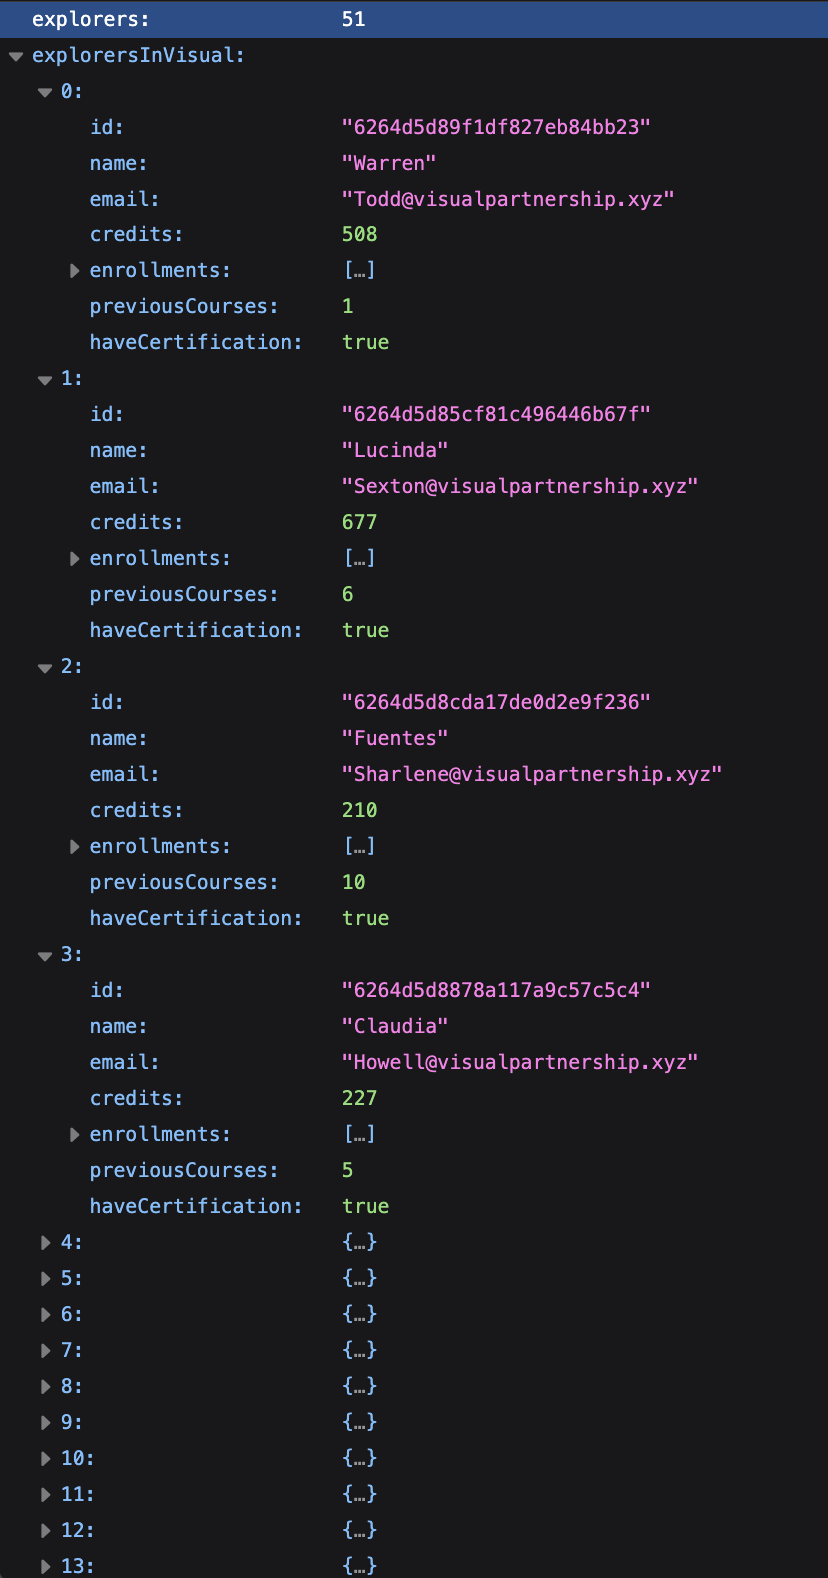 explorers: 51
explorersInVisual:
0:
id: "6264d5d89f1df827eb84bb23"
name: "Warren"
email: "Todd@visualpartnership.xyz"
credits: 508
enrollments: […]
previousCourses: 1
haveCertification: true
1:
id: "6264d5d85cf81c496446b67f"
name: "Lucinda"
email: "Sexton@visualpartnership.xyz"
credits: 677
enrollments: […]
previousCourses: 6
haveCertification: true
2:
id: "6264d5d8cda17de0d2e9f236"
name: "Fuentes"
email: "Sharlene@visualpartnership.xyz"
credits: 210
enrollments: […]
previousCourses: 10
haveCertification: true
3:
id: "6264d5d8878a117a9c57c5c4"
name: "Claudia"
email: "Howell@visualpartnership.xyz"
credits: 227
enrollments: […]
previousCourses: 5
haveCertification: true
4: {…}
5: {…}
6: {…}
7: {…}
8: {…}
9: {…}
10: {…}
11: {…}
12: {…}
13: {…}